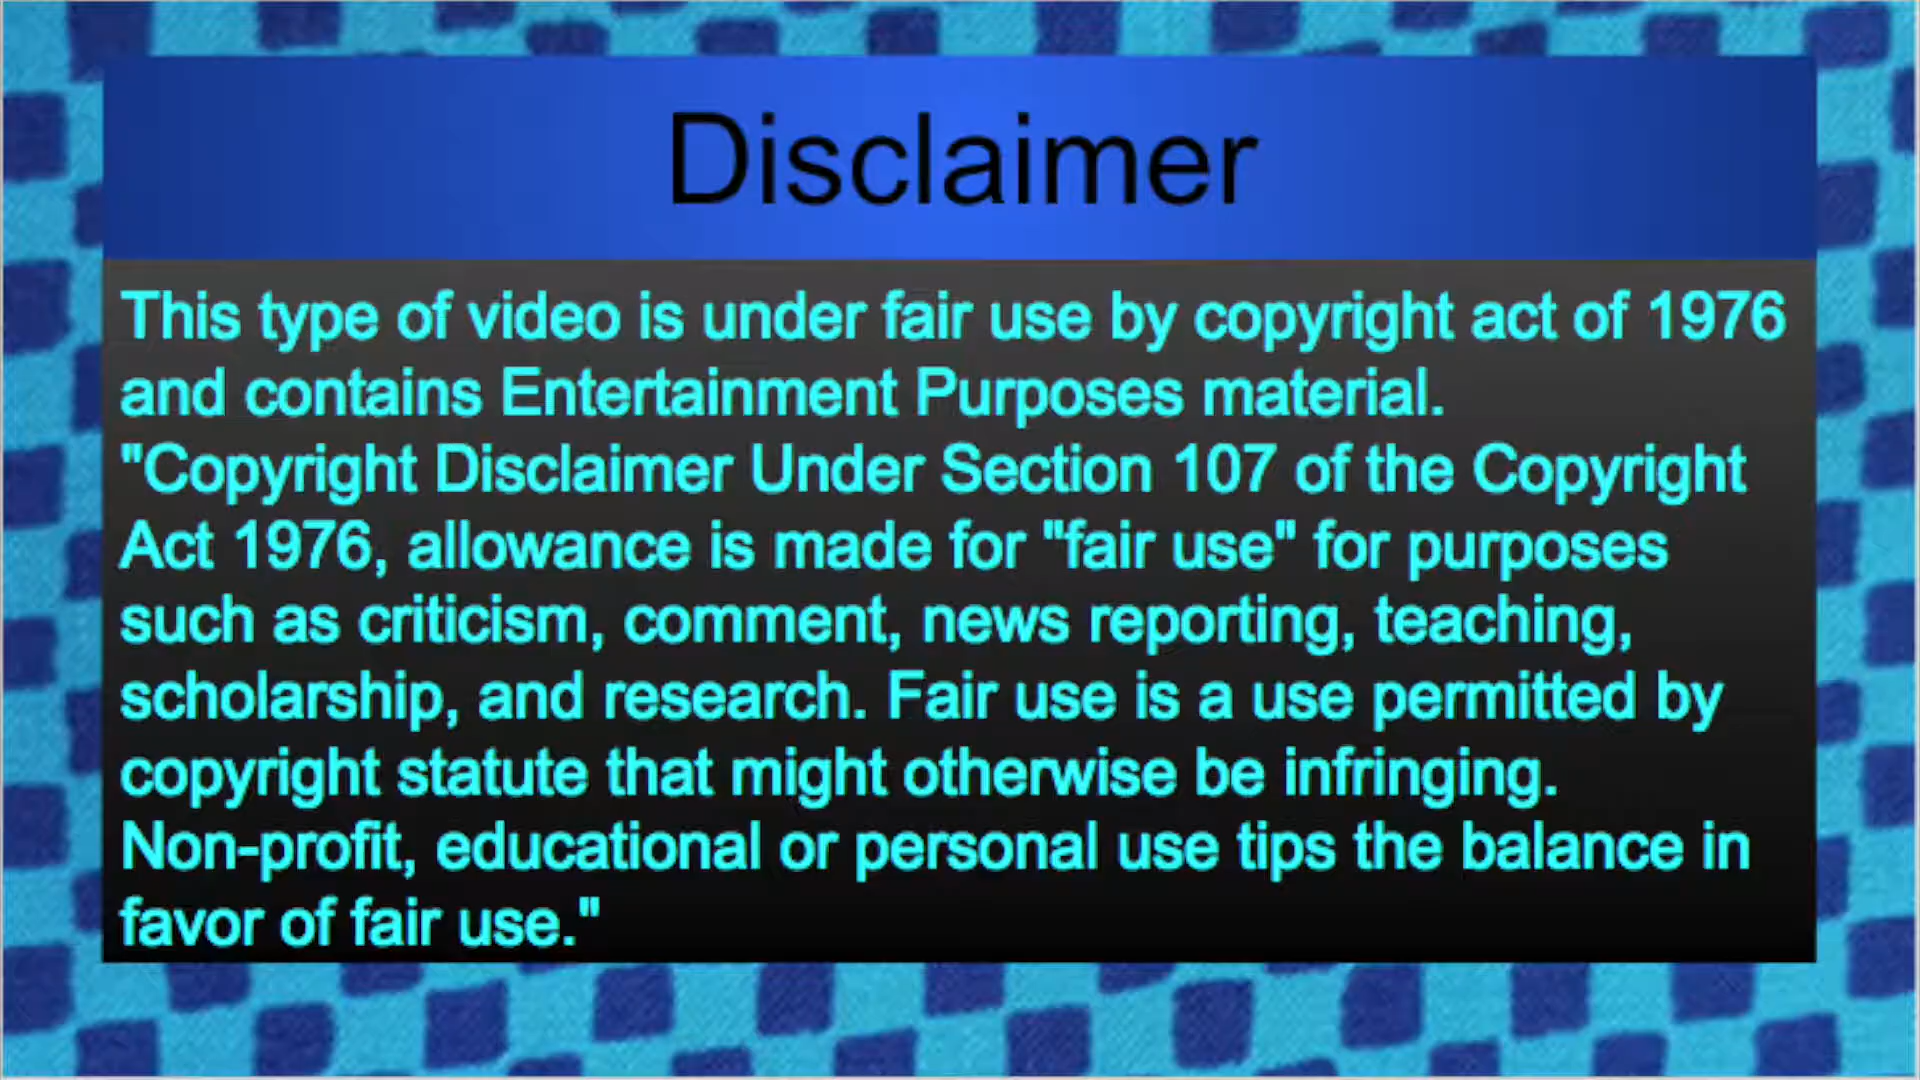 Disclaimer
This type of video is under fair use by copyright act of 1976
and contains Entertainment Purposes material.
"Copyright Disclaimer Under Section 107 of the Copyright
Act 1976, allowance is made for "fair use" for purposes
such as criticism, comment, news reporting, teaching,
scholarship, and research. Fair use is a use permitted by
copyright statute that might otherwise be infringing.
Non-profit, educational or personal use tips the balance in
favor of fair use."